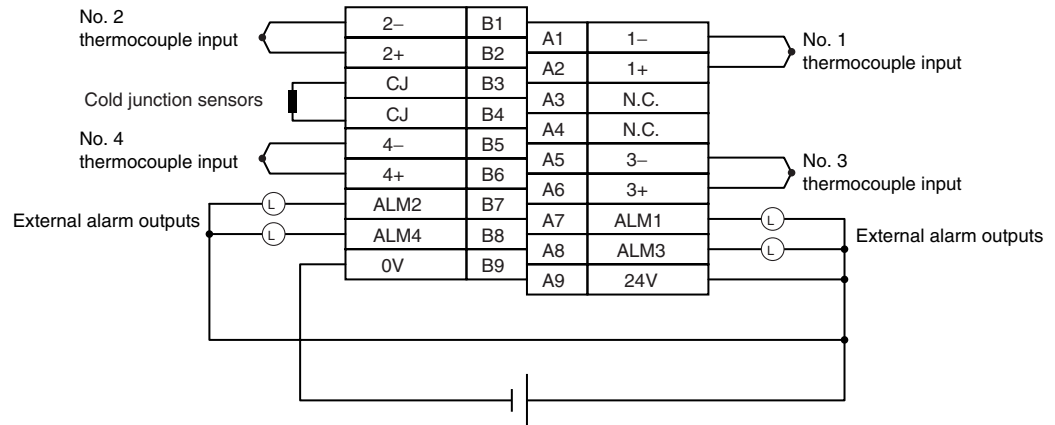 No. 2
thermocouple input
Cold junction sensors
No. 4
thermocouple input
External alarm outputs
2− B1
2+ B2
CJ B3
CJ B4
4− B5
4+ B6
ALM2 B7
ALM4 B8
0V B9
L
L
A1 1−
A2 1+
A3 N.C.
A4 N.C.
A5 3−
A6 3+
A7 ALM1
A8 ALM3
A9 24V
L
L
No. 1
thermocouple input
No. 3
thermocouple input
External alarm outputs